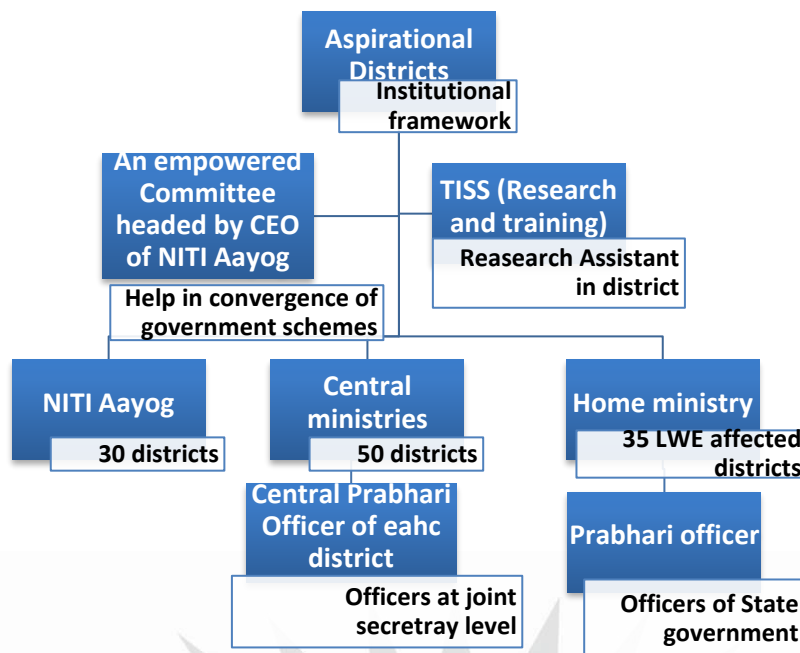 Aspirational
Districts
Institutional
framework
An empowered
Committee
headed by CEO
of NITI Aayog
Help in convergence of
government schemes
TISS (Research
and training)
Reasearch Assistant
in district
NITI Aayog
30 districts
Central
ministries
50 districts
Home ministry
35 LWE affected
districts
Central Prabhari
Officer of eahc
district
Officers at joint
secretray level
Prabhari officer
Officers of State
government